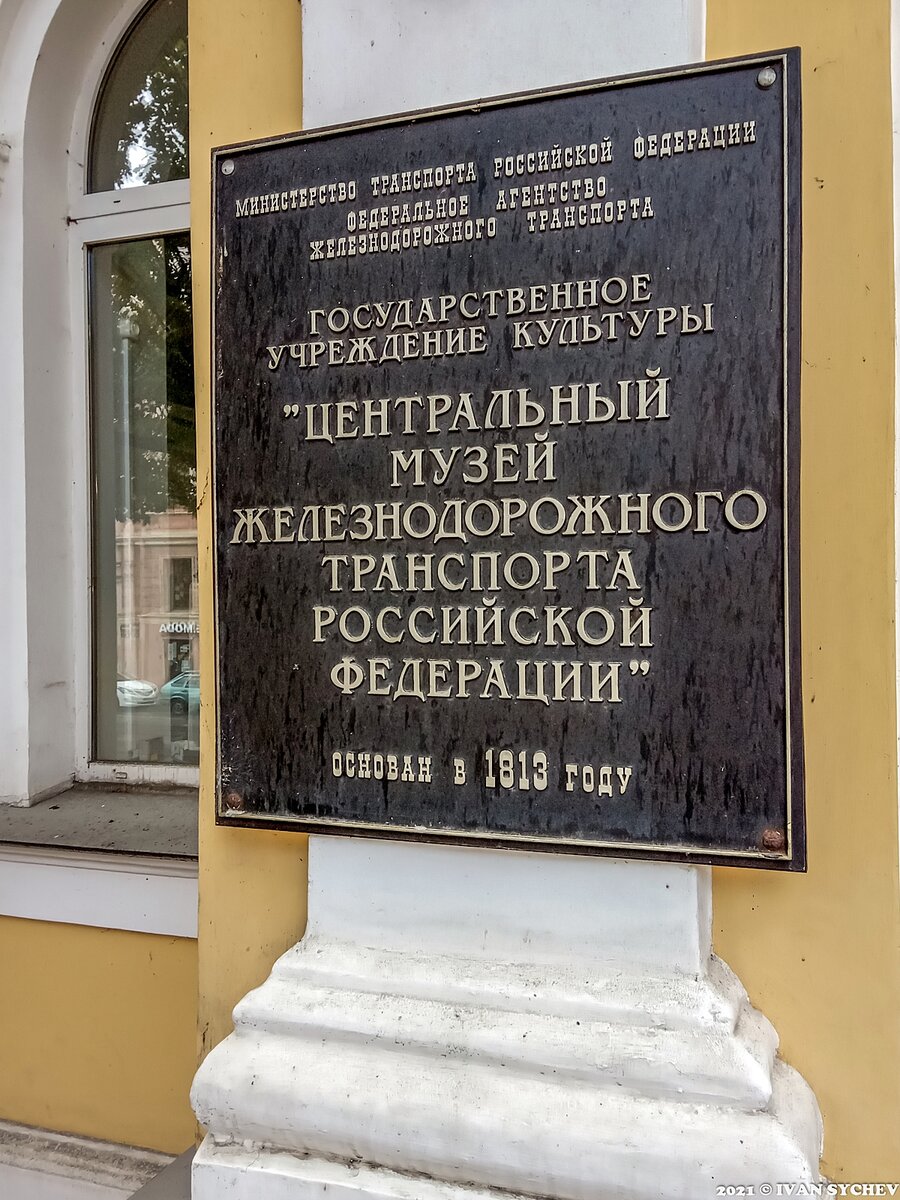 МИНИСТЕРСТВО ТРАНСПОРТА РОССИЙСКОЙ ФЕДЕРАЦИИ
ФЕДЕРАЛЬНОЕ АГЕНТСТВО
ЖЕЛЕЗНОДОРОЖНОГО ТРАНСПОРТА
ГОСУДАРСТВЕННОЕ
УЧРЕЖДЕНИЕ КУЛЬТУРЫ
"ЦЕНТРАЛЬНЫЙ
МУЗЕЙ
ЖЕЛЕЗНОДОРОЖНОГО
ТРАНСПОРТА
РОССИЙСКОЙ
ФЕДЕРАЦИИ"
ОСНОВАН В 1813 ГОДУ
2021 © IVAN SYCHEV